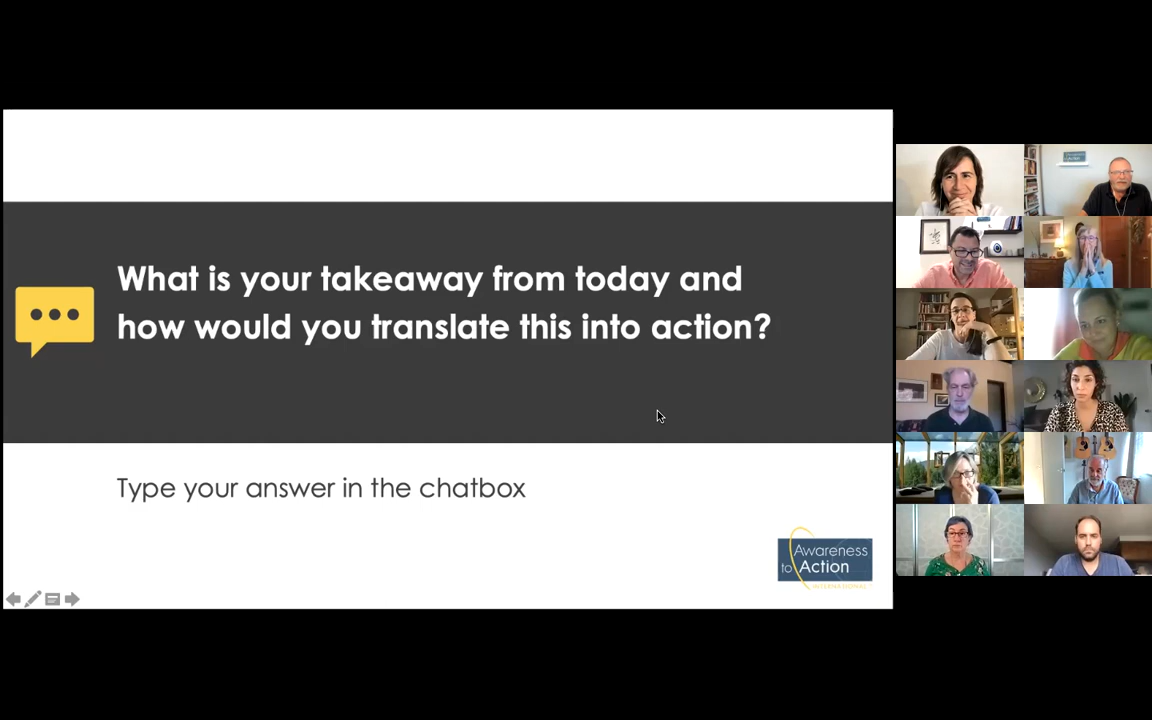 What is your takeaway from today and
how would you translate this into action?
Type your answer in the chatbox
Awareness
to Action
INTERNATIONAL